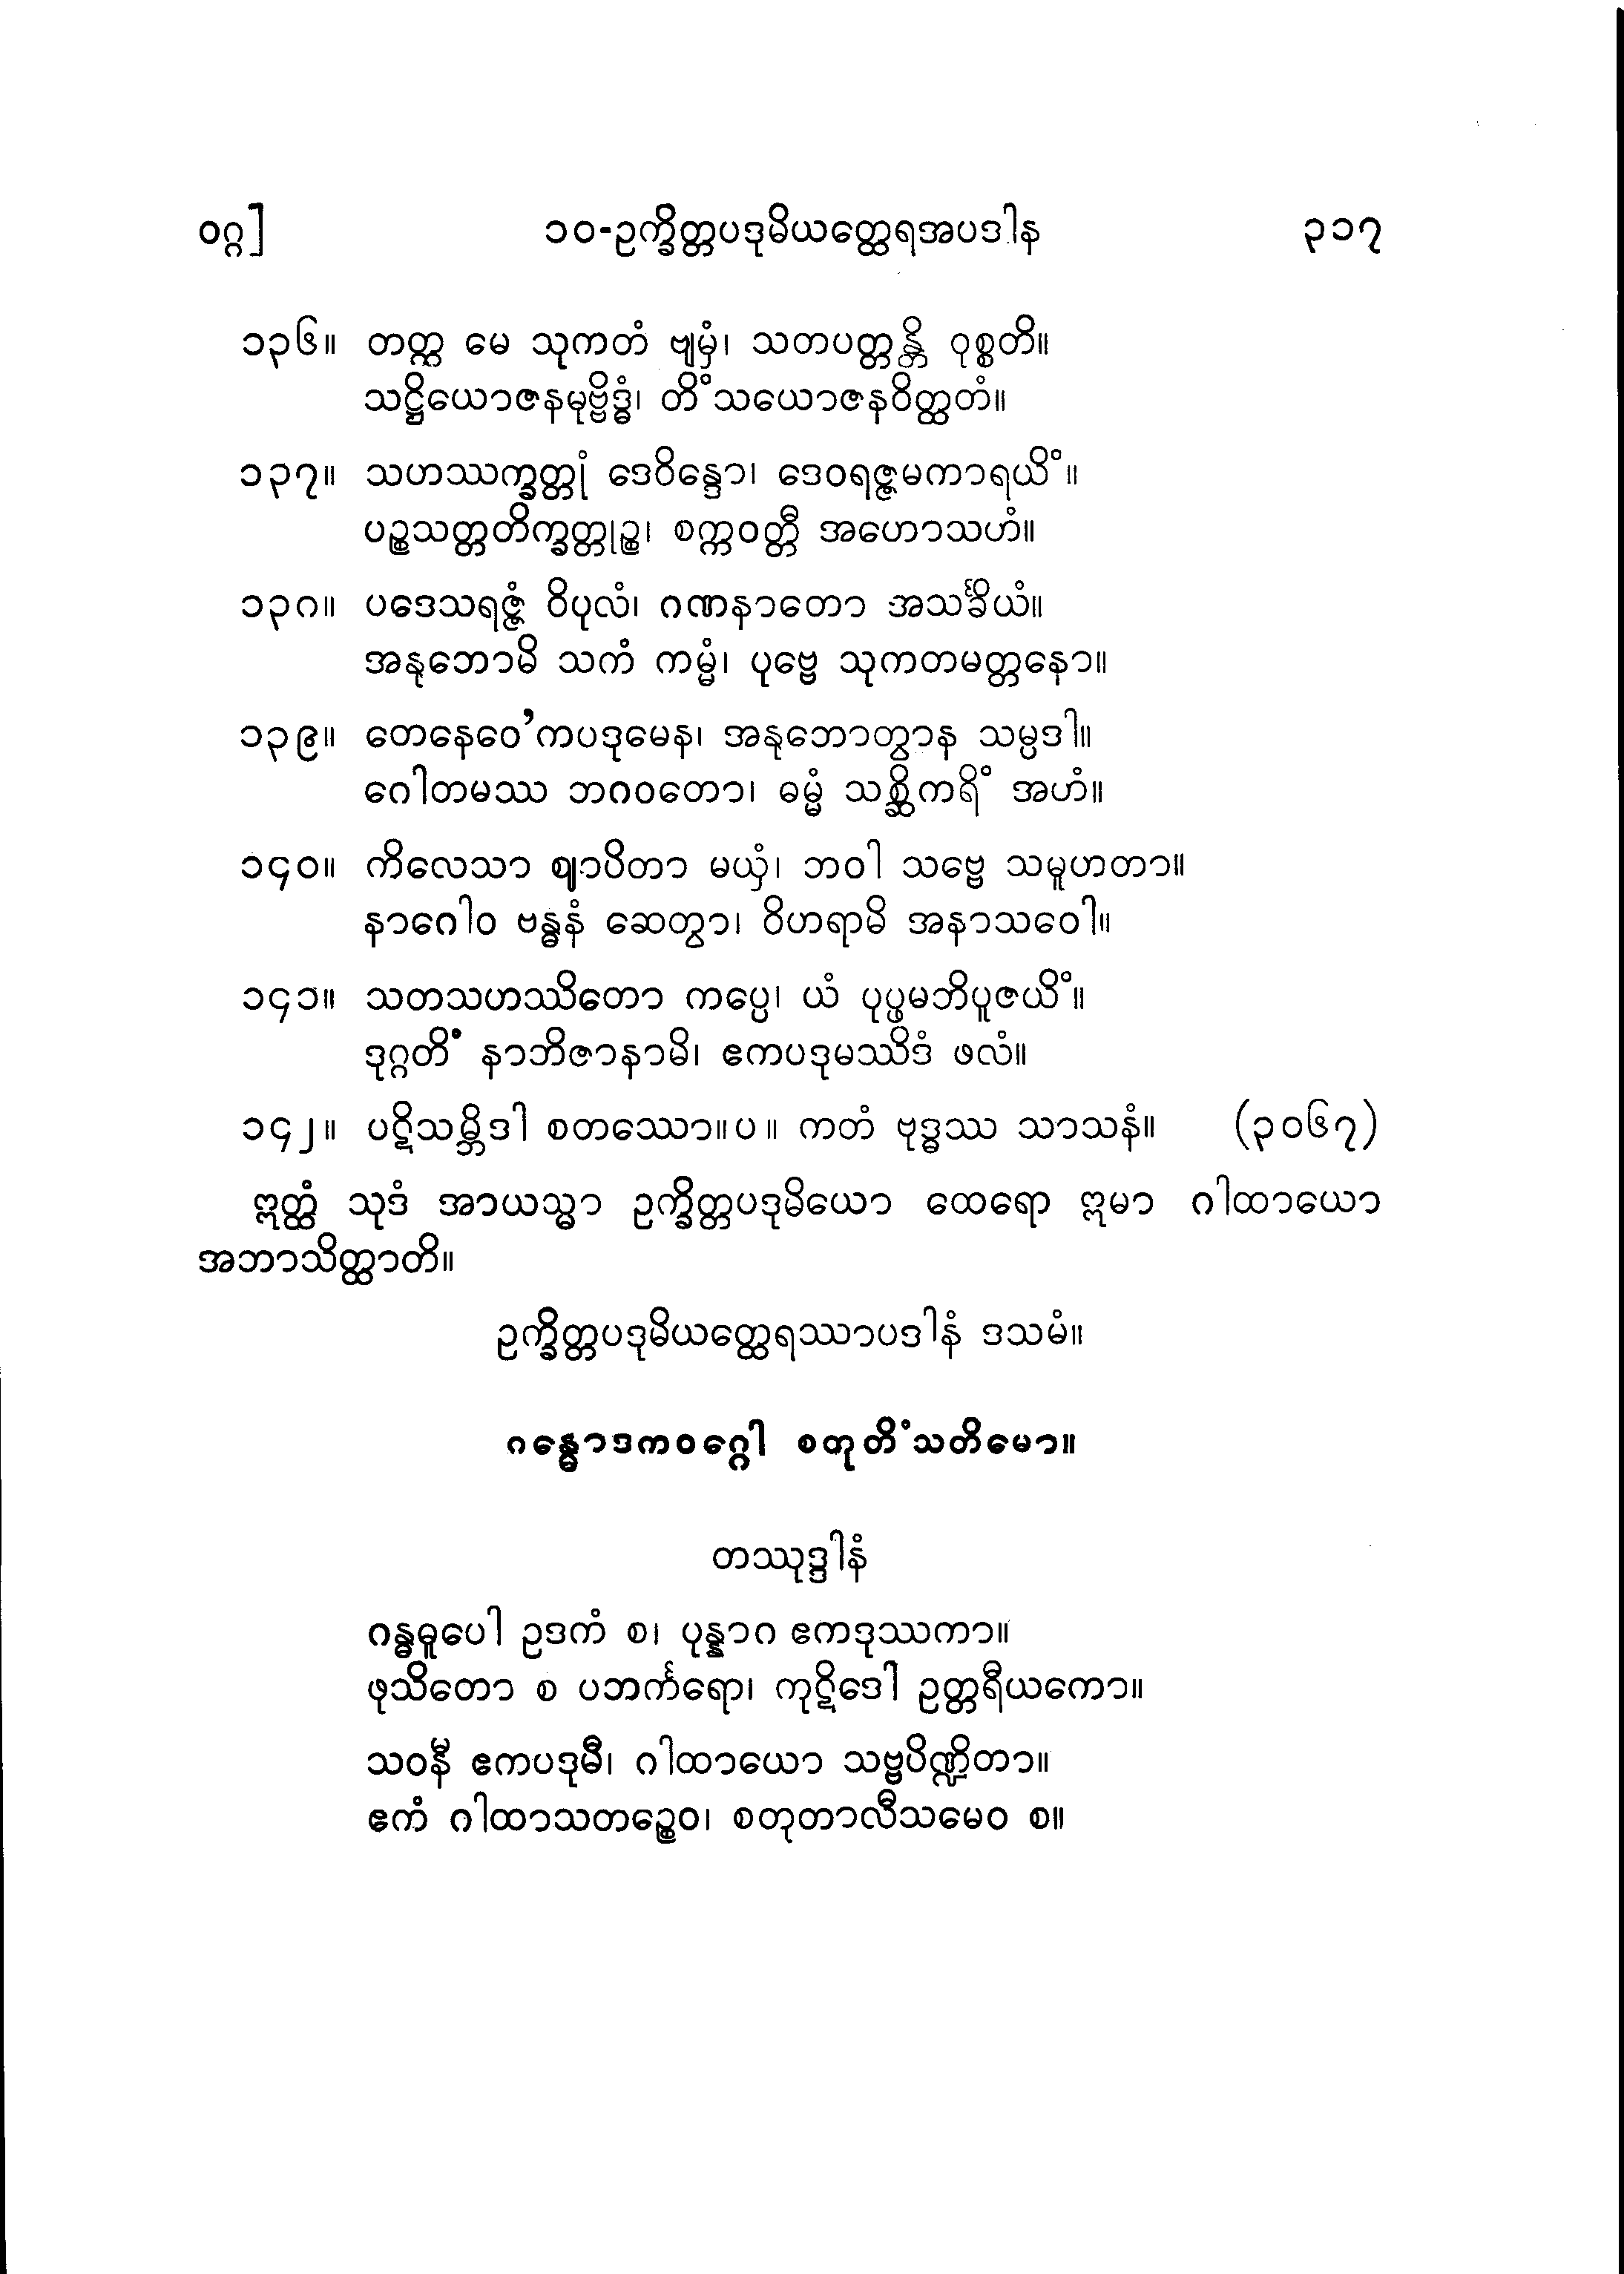 ဝဂ္ဂ] ၁၀-ဥက္ခိတ္တပဒုမိယတ္ထေရအပဒါန ၃၁၇
၁၃၆။ တတ္ထ မေ သုကတံ ဗျမှံ၊ သတပတ္တန္တိ ဝုစ္စတိ။
သဋ္ဌိယောဇနမုဗ္ဗိဒ္ဓံ၊ တိံသယောဇနဝိတ္ထတံ။
၁၃၇။ သဟဿက္ခတ္တုံ ဒေဝိန္ဒော၊ ဒေဝရဇ္ဇမကာရယိံ။
ပဉ္စသတ္တတိက္ခတ္တုဉ္စ၊ စက္ကဝတ္တီ အဟောသဟံ။
၁၃၈။ ပဒေသရဇ္ဇံ ဝိပုလံ၊ ဂဏနာတော အသင်္ခိယံ။
အနုဘောမိ သကံ ကမ္မံ၊ ပုဗ္ဗေ သုကတမတ္တနော။
၁၃၉။ တေနေဝေ’ကပဒုမေန၊ အနုဘောတွာန သမ္ပဒါ။
ဂေါတမဿ ဘဂဝတော၊ ဓမ္မံ သစ္ဆိကရိံ အဟံ။
၁၄၀။ ကိလေသာ ဈာပိတာ မယှံ၊ ဘဝါ သဗ္ဗေ သမူဟတာ။
နာဂေါဝ ဗန္ဓနံ ဆေတွာ၊ ဝိဟရာမိ အနာသဝေါ။
၁၄၁။ သတသဟဿိတော ကပ္ပေ၊ ယံ ပုပ္ဖမဘိပူဇယိံ။
ဒုဂ္ဂတိံ နာဘိဇာနာမိ၊ ဧကပဒုမဿိဒံ ဖလံ။
၁၄၂။ ပဋိသမ္ဘိဒါ စတဿော။ပ။ ကတံ ဗုဒ္ဓဿ သာသနံ။ (၃၀၆၇)
ဣတ္ထံ သုဒံ အာယသ္မာ ဥက္ခိတ္တပဒုမိယော ထေရော ဣမာ ဂါထာယော
အဘာသိတ္ထာတိ။
ဥက္ခိတ္တပဒုမိယတ္ထေရဿာပဒါနံ ဒသမံ။
ဂန္ဓောဒကဝဂ္ဂေါ စတုတိံသတိမော။
တဿုဒ္ဒါနံ
ဂန္ဓဓူပေါ ဥဒကံ စ၊ ပုန္နာဂ ဧကဒုဿကာ။
ဖုသိတော စ ပဘင်္ကရော၊ ကုဋိဒေါ ဥတ္တရီယကော။
သဝနီ ဧကပဒုမီ၊ ဂါထာယော သဗ္ဗပိဏ္ဍိတာ။
ဧကံ ဂါထာသတဉ္စေဝ၊ စတုတာလီသမေဝ စ။